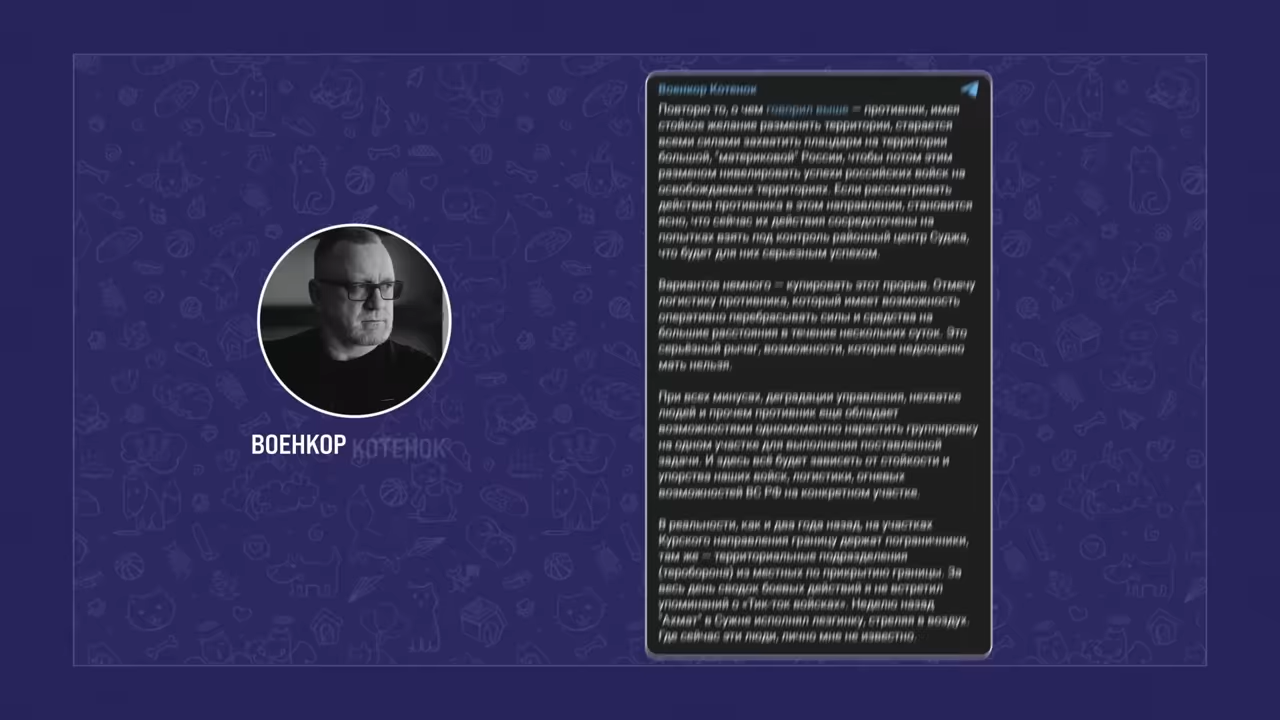 ВОЕНКОР КОТЕНОК
Военкор Котенок
Повторю то, о чем говорил выше – противник, имея
стойкое желание разменять территории, старается
всеми силами захватить плацдарм на территории
большой, "материковой" России, чтобы потом этим
разменом нивелировать успехи российских войск на
освобождаемых территориях. Если рассматривать
действия противника в этом направлении, становится
ясно, что сейчас их действия сосредоточены на
попытках взять под контроль районный центр Суджа,
что будет для них серьезным успехом.
Вариантов немного – купировать этот прорыв. Отмечу
логистику противника, который имеет возможность
оперативно перебрасывать силы и средства на
большие расстояния в течение нескольких суток. Это
серьёзный рычаг, возможности, которые недооцено
мать нельзя.
При всех минусах, деградации управления, нехватке
людей и прочем противник еще обладает
возможностями одномоментно нарастить группировку
на одном участке для выполнения поставленной
задачи. И здесь всё будет зависеть от стойкости и
упорства наших войск, логистики, огневых
возможностей ВС РФ на конкретном участке.
В реальности, как и два года назад, на участках
Курского направления границу держат пограничники,
там же – территориальные подразделения
(тероборона) из местных по прикрытию границы. За
весь день сводок боевых действий я не встретил
упоминаний о «Тик-ток войсках». Неделю назад
"Ахмат" в Судже исполнял лезгинку, стрелял в воздух.
Где сейчас эти люди, лично мне не известно.